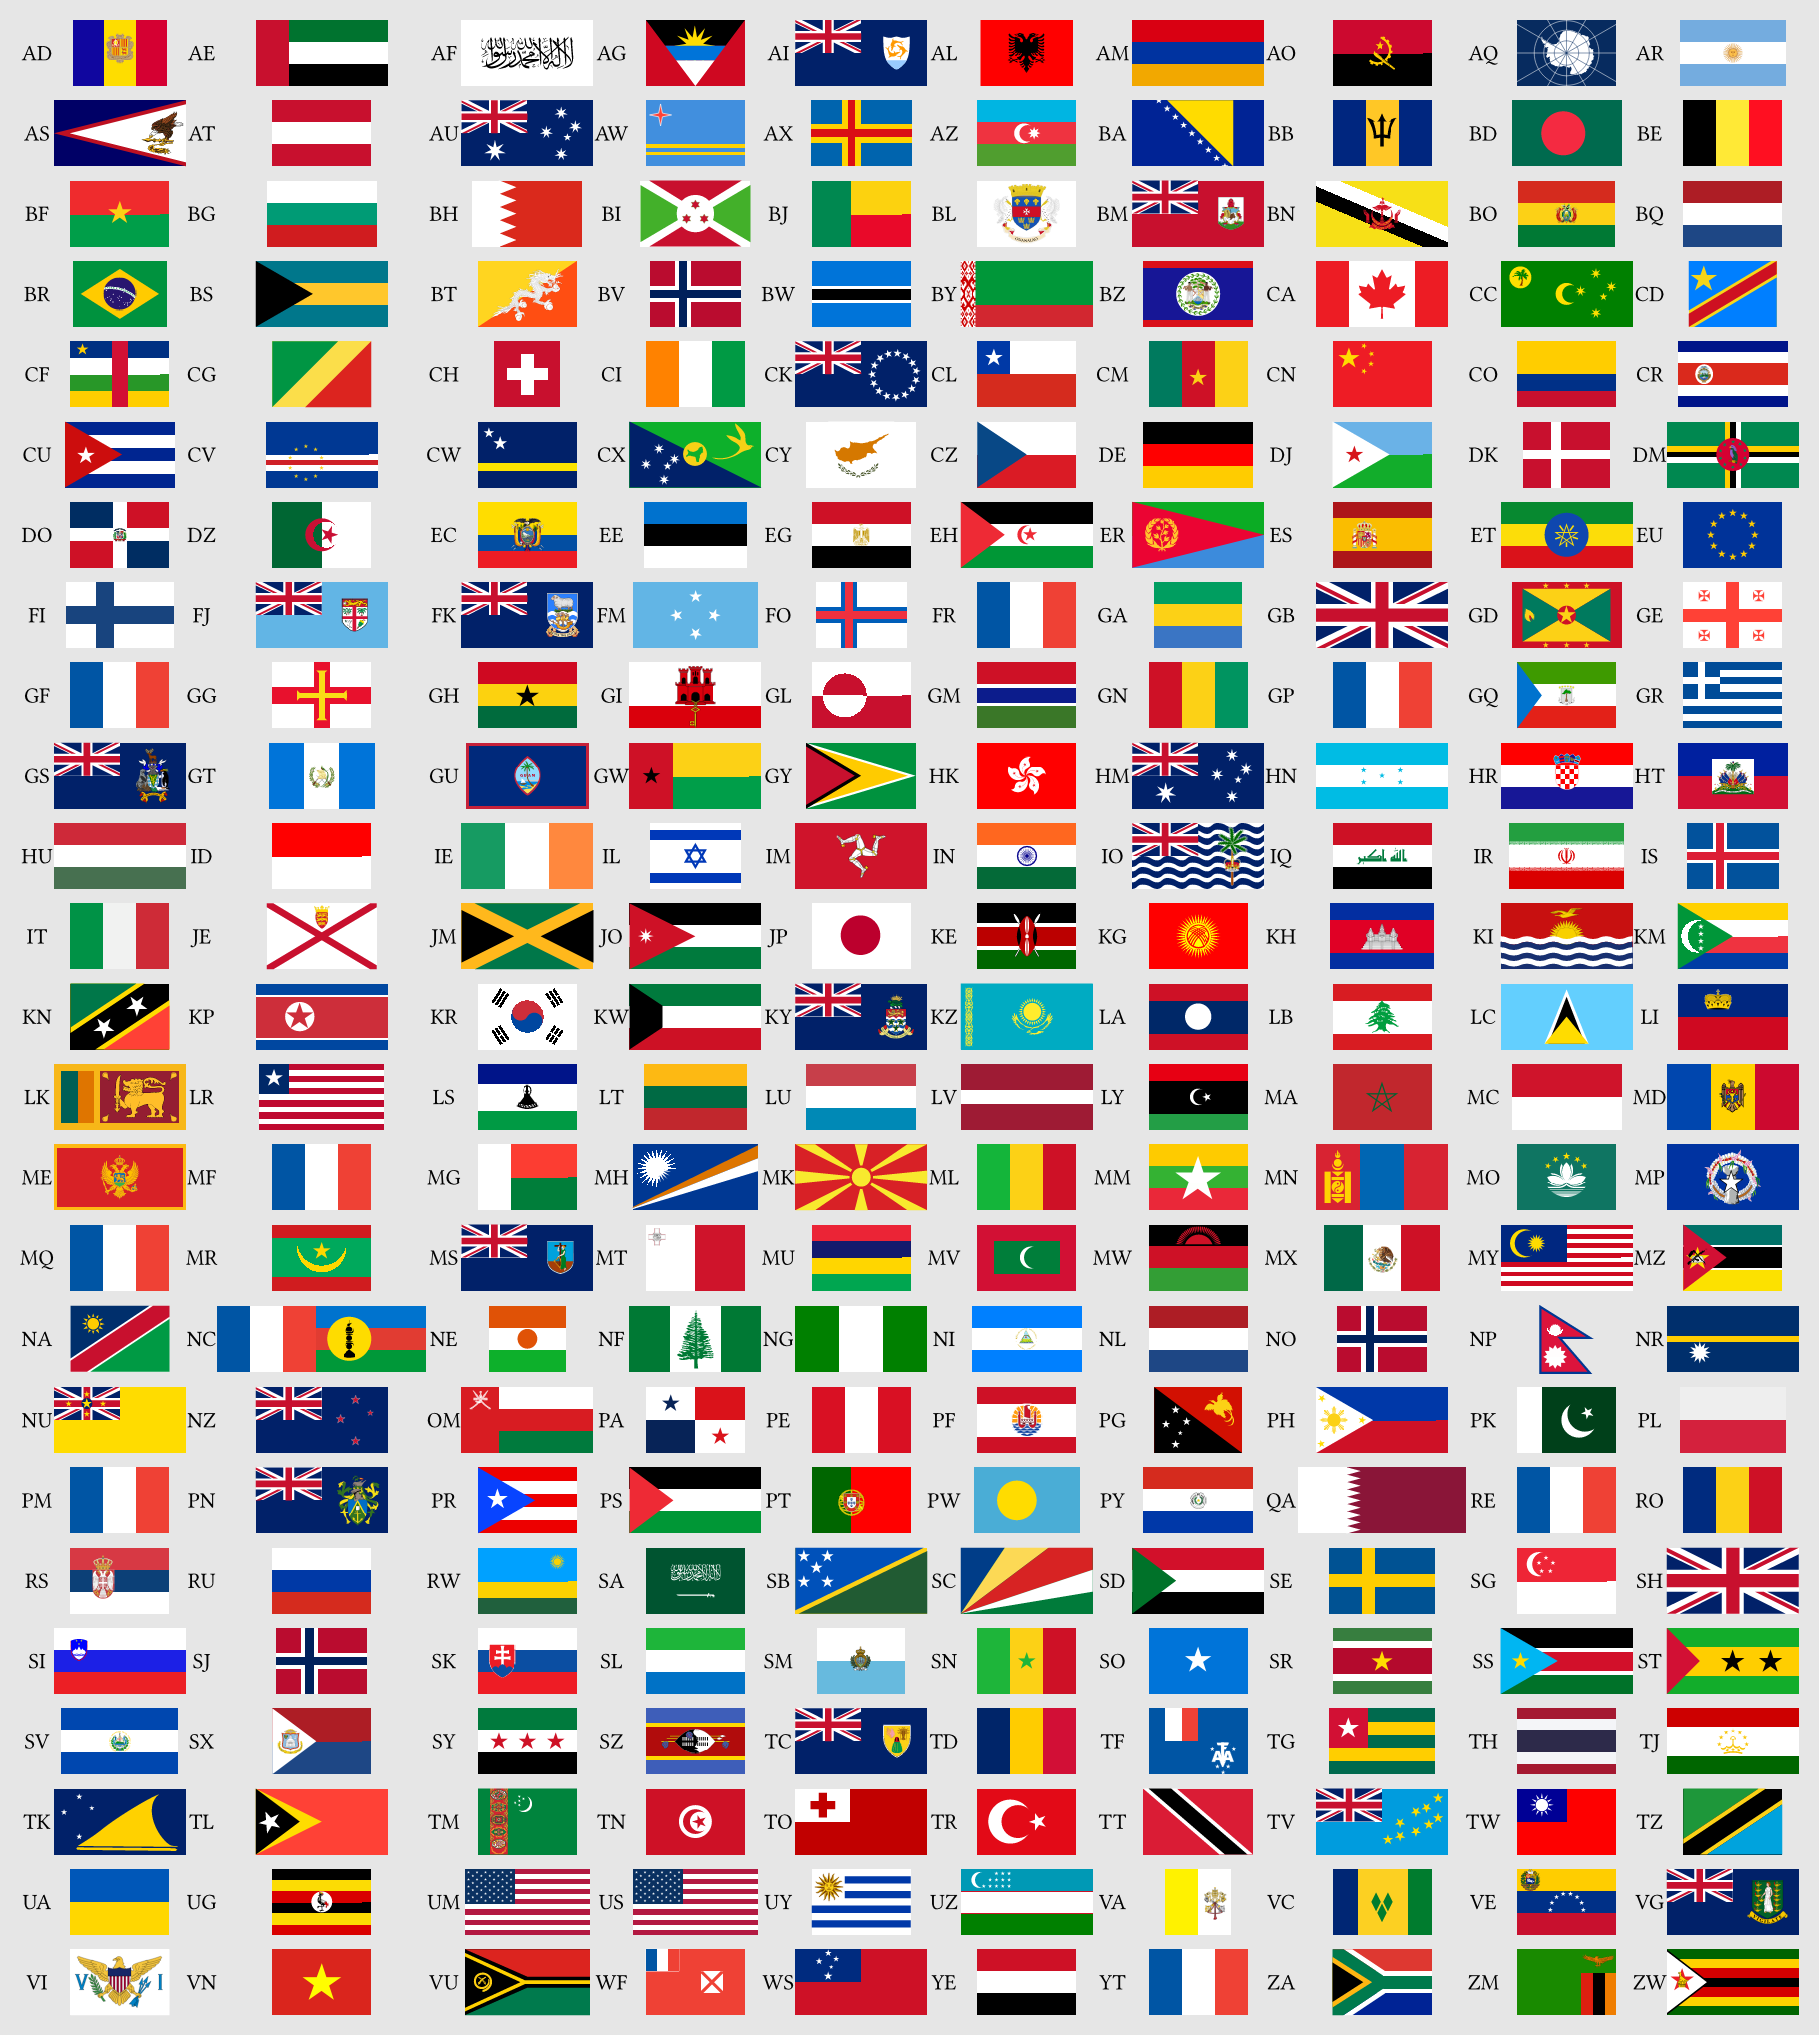 AD AE AF AG AI AL AM AO AQ AR
AS AT AU AW AX AZ BA BB BD BE
BF BG BH BI BJ BL BM BN BO BQ
BR BS BT BV BW BY BZ CA CC CD
CF CG CH CI CK CL CM CN CO CR
CU CV CW CX CY CZ DE DJ DK DM
DO DZ EC EE EG EH ER ES ET EU
FI FJ FK FM FO FR GA GB GD GE
GF GG GH GI GL GM GN GP GQ GR
GS GT GU GW GY HK HM HN HR HT
HU ID IE IL IM IN IO IQ IR IS
IT JE JM JO JP KE KG KH KI KM
KN KP KR KW KY KZ LA LB LC LI
LK LR LS LT LU LV LY MA MC MD
ME MF MG MH MK ML MM MN MO MP
MQ MR MS MT MU MV MW MX MY MZ
NA NC NE NF NG NI NL NO NP NR
NU NZ OM PA PE PF PG PH PK PL
PM PN PR PS PT PW PY QA RE RO
RS RU RW SA SB SC SD SE SG SH
SI SJ SK SL SM SN SO SR SS ST
SV SX SY SZ TC TD TF TG TH TJ
TK TL TM TN TO TR TT TV TW TZ
UA UG UM US UY UZ VA VC VE VG
VI VN VU WF WS YE YT ZA ZM ZW